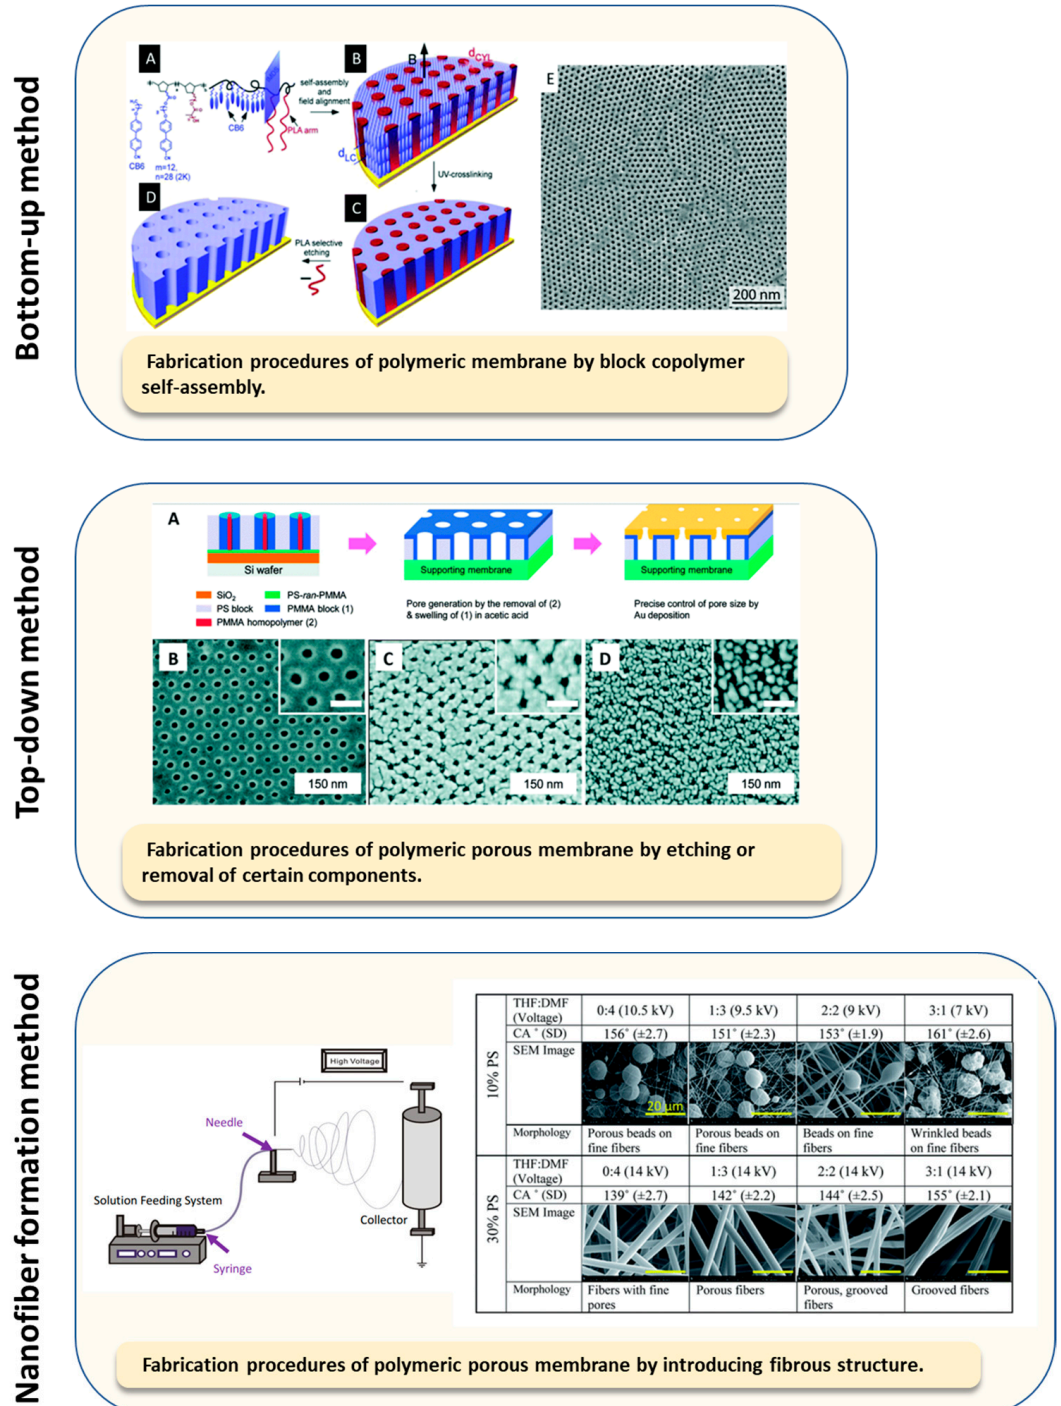 Bottom-up method
A
B
B
d_CYL
E
self-assembly
and
field alignment
CB6
PLA arm
CB6
m=12,
n=28 (2K)
d_LC
UV-crosslinking
D
C
PLA selective
etching
200 nm
Fabrication procedures of polymeric membrane by block copolymer
self-assembly.
Top-down method
A
Si wafer
Supporting membrane
Supporting membrane
SiO₂
PS-ran-PMMA
PS block
PMMA block (1)
PMMA homopolymer (2)
Pore generation by the removal of (2)
& swelling of (1) in acetic acid
Precise control of pore size by
Au deposition
B
C
D
150 nm
150 nm
150 nm
Fabrication procedures of polymeric porous membrane by etching or
removal of certain components.
Nanofiber formation method
High Voltage
Needle
Solution Feeding System
Collector
Syringe
10% PS
THF:DMF
(Voltage)
0:4 (10.5 kV)
1:3 (9.5 kV)
2:2 (9 kV)
3:1 (7 kV)
CA ° (SD)
156° (±2.7)
151° (±2.3)
153° (±1.9)
161° (±2.6)
SEM Image
20 µm
Morphology
Porous beads on
fine fibers
Porous beads on
fine fibers
Beads on fine
fibers
Wrinkled beads
on fine fibers
30% PS
THF:DMF
(Voltage)
0:4 (14 kV)
1:3 (14 kV)
2:2 (14 kV)
3:1 (14 kV)
CA ° (SD)
139° (±2.7)
142° (±2.2)
144° (±2.5)
155° (±2.1)
SEM Image
Morphology
Fibers with fine
pores
Porous fibers
Porous, grooved
fibers
Grooved fibers
Fabrication procedures of polymeric porous membrane by introducing fibrous structure.